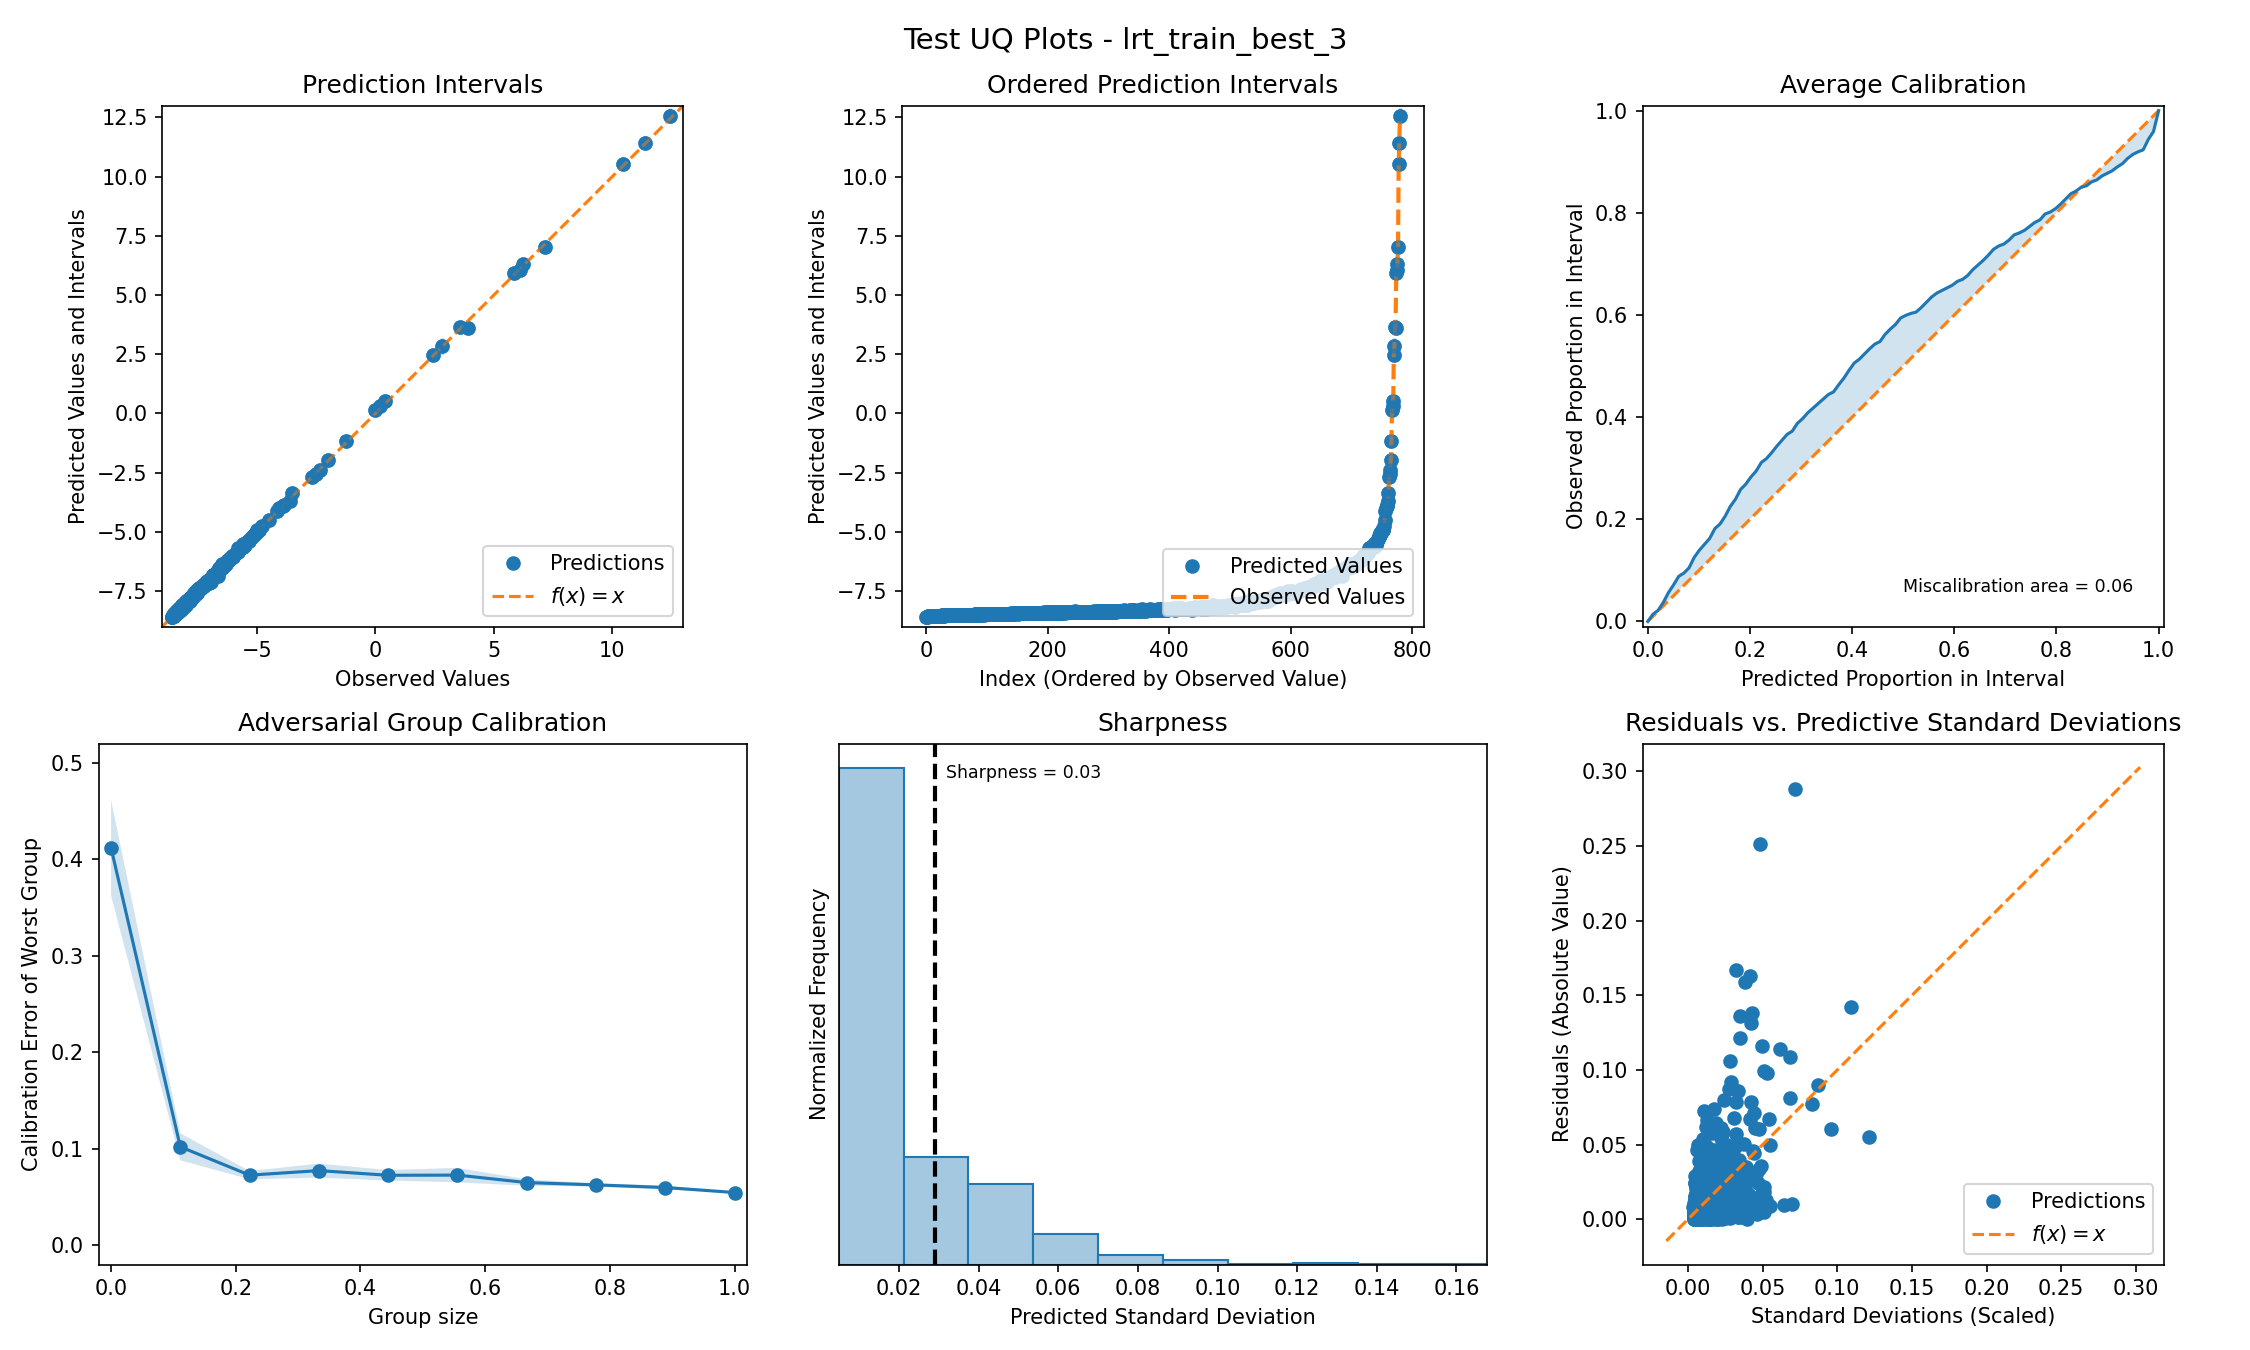 Test UQ Plots - lrt_train_best_3
Prediction Intervals
Predicted Values and Intervals
12.5
10.0
7.5
5.0
2.5
0.0
−2.5
−5.0
−7.5
−5
0
5
10
Observed Values
Predictions
f(x) = x
Ordered Prediction Intervals
Predicted Values and Intervals
12.5
10.0
7.5
5.0
2.5
0.0
−2.5
−5.0
−7.5
0
200
400
600
800
Index (Ordered by Observed Value)
Predicted Values
Observed Values
Average Calibration
Observed Proportion in Interval
1.0
0.8
0.6
0.4
0.2
0.0
0.0
0.2
0.4
0.6
0.8
1.0
Predicted Proportion in Interval
Miscalibration area = 0.06
Adversarial Group Calibration
Calibration Error of Worst Group
0.5
0.4
0.3
0.2
0.1
0.0
0.0
0.2
0.4
0.6
0.8
1.0
Group size
Sharpness
Normalized Frequency
Sharpness = 0.03
0.02
0.04
0.06
0.08
0.10
0.12
0.14
0.16
Predicted Standard Deviation
Residuals vs. Predictive Standard Deviations
Residuals (Absolute Value)
0.30
0.25
0.20
0.15
0.10
0.05
0.00
0.00
0.05
0.10
0.15
0.20
0.25
0.30
Standard Deviations (Scaled)
Predictions
f(x) = x